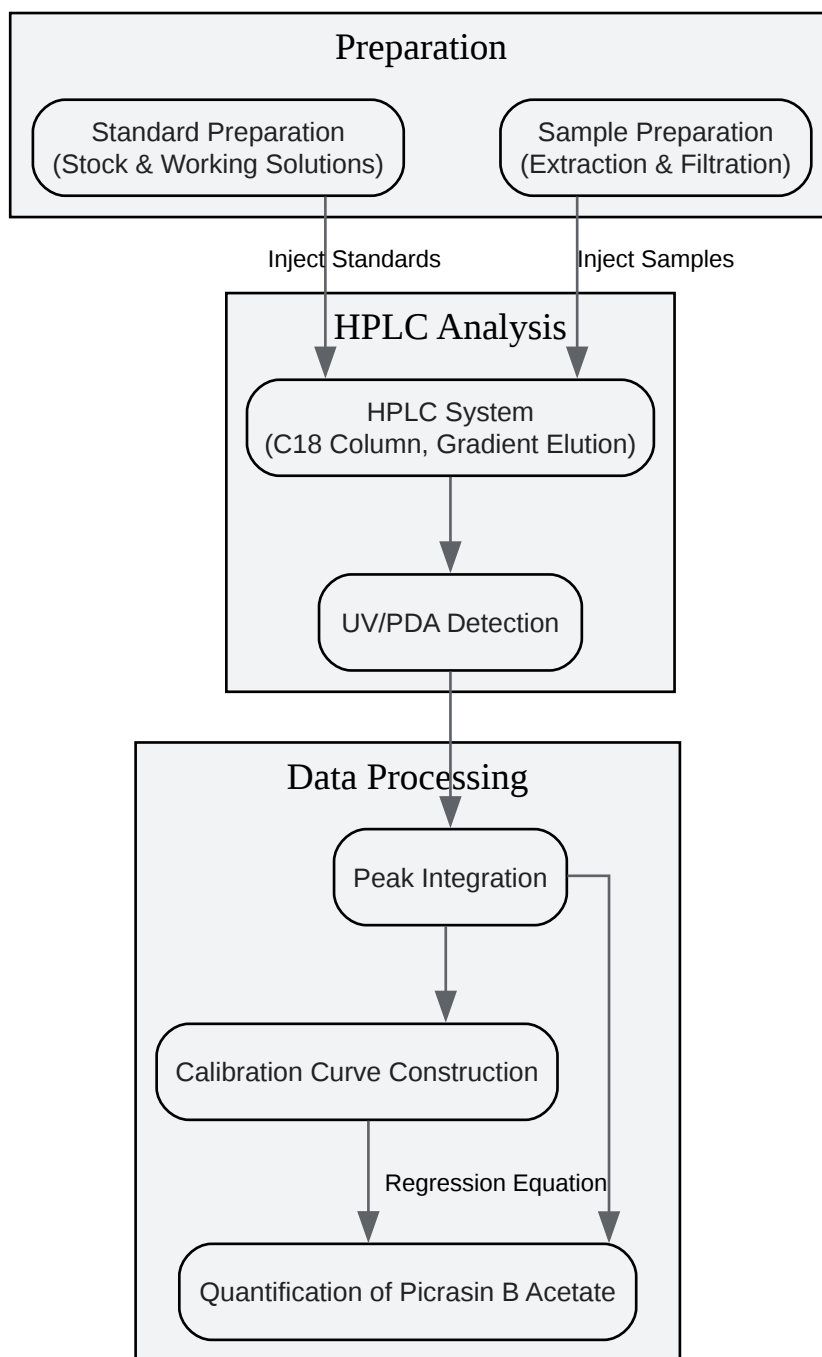 Preparation
Standard Preparation
(Stock & Working Solutions)
Sample Preparation
(Extraction & Filtration)
Inject Standards
Inject Samples
HPLC Analysis
HPLC System
(C18 Column, Gradient Elution)
UV/PDA Detection
Data Processing
Peak Integration
Calibration Curve Construction
Regression Equation
Quantification of Picrasin B Acetate